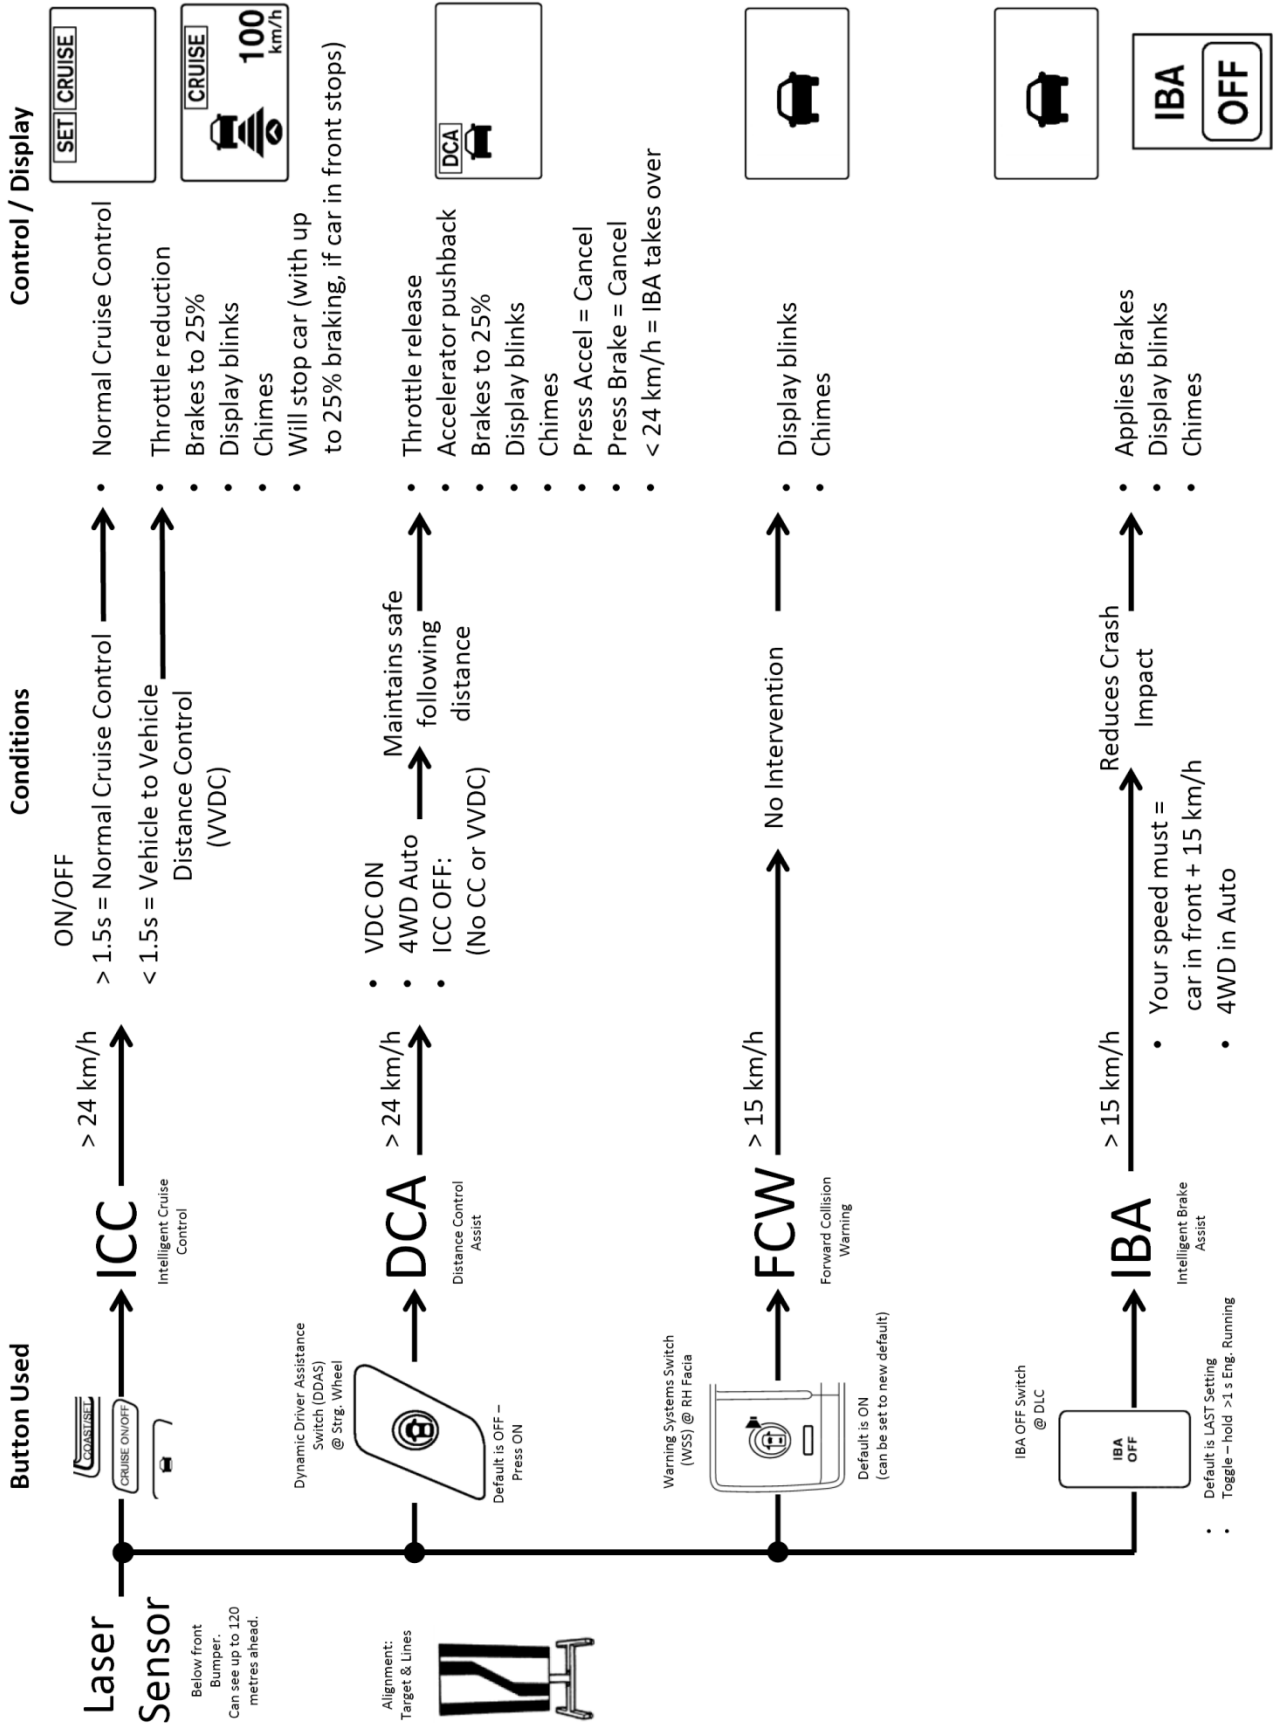 Button Used
Conditions
Control / Display
Laser
Sensor
Below front
Bumper.
Can see up to 120
metres ahead.
Alignment:
Target & Lines
COAST/SET
CRUISE ON/OFF
ICC
Intelligent Cruise
Control
> 24 km/h
ON/OFF
> 1.5s = Normal Cruise Control
< 1.5s = Vehicle to Vehicle
Distance Control
(VVDC)
• Normal Cruise Control
• Throttle reduction
• Brakes to 25%
• Display blinks
• Chimes
• Will stop car (with up
to 25% braking, if car in front stops)
SET CRUISE
CRUISE
100
km/h
Dynamic Driver Assistance
Switch (DDAS)
@ Strg. Wheel
Default is OFF –
Press ON
DCA
Distance Control
Assist
> 24 km/h
• VDC ON
• 4WD Auto
• ICC OFF:
(No CC or VVDC)
Maintains safe
following
distance
• Throttle release
• Accelerator pushback
• Brakes to 25%
• Display blinks
• Chimes
• Press Accel = Cancel
• Press Brake = Cancel
• < 24 km/h = IBA takes over
DCA
Warning Systems Switch
(WSS) @ RH Facia
Default is ON
(can be set to new default)
FCW
Forward Collision
Warning
> 15 km/h
No Intervention
• Display blinks
• Chimes
IBA OFF Switch
@ DLC
IBA
OFF
• Default is LAST Setting
• Toggle – hold >1 s Eng. Running
IBA
Intelligent Brake
Assist
> 15 km/h
• Your speed must =
car in front + 15 km/h
• 4WD in Auto
Reduces Crash
Impact
• Applies Brakes
• Display blinks
• Chimes
IBA
OFF